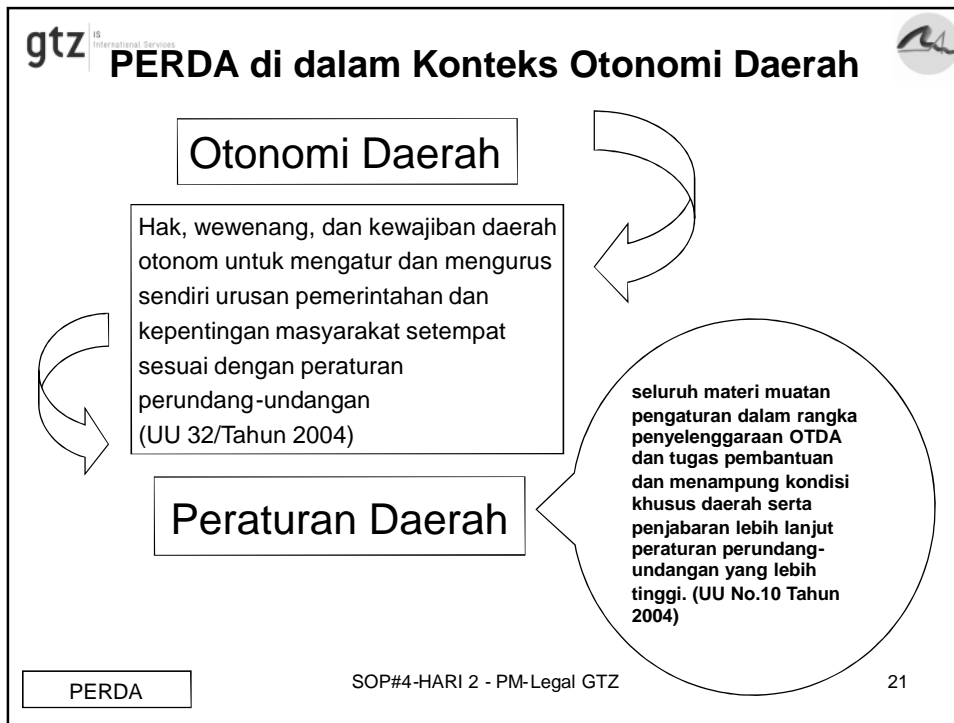 gtz IS
International Services
PERDA di dalam Konteks Otonomi Daerah
Otonomi Daerah
Hak, wewenang, dan kewajiban daerah
otonom untuk mengatur dan mengurus
sendiri urusan pemerintahan dan
kepentingan masyarakat setempat
sesuai dengan peraturan
perundang-undangan
(UU 32/Tahun 2004)
Peraturan Daerah
seluruh materi muatan
pengaturan dalam rangka
penyelenggaraan OTDA
dan tugas pembantuan
dan menampung kondisi
khusus daerah serta
penjabaran lebih lanjut
peraturan perundang-
undangan yang lebih
tinggi. (UU No.10 Tahun
2004)
PERDA
SOP#4-HARI 2 - PM-Legal GTZ
21